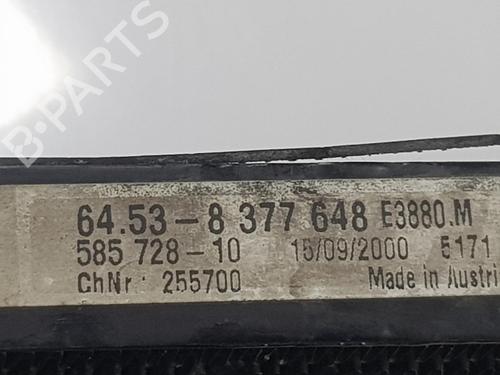 B-PARTS
64.53-8 377 648 E3880.M
585 728-10 15/09/2000 5171
ChNr.: 255700 Made in Austri